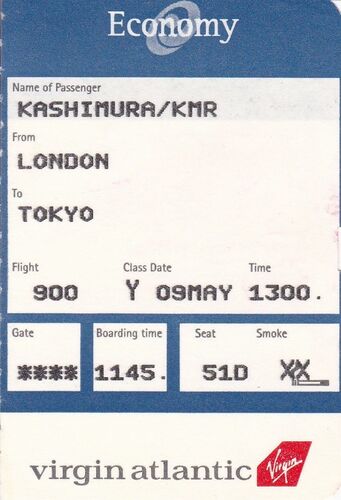 Economy
Name of Passenger
KASHIMURA/KMR
From
LONDON
To
TOKYO
Flight Class Date Time
900 Y 09MAY 1300.
Gate Boarding time Seat Smoke
**** 1145. 51D XX
virgin atlantic Virgin